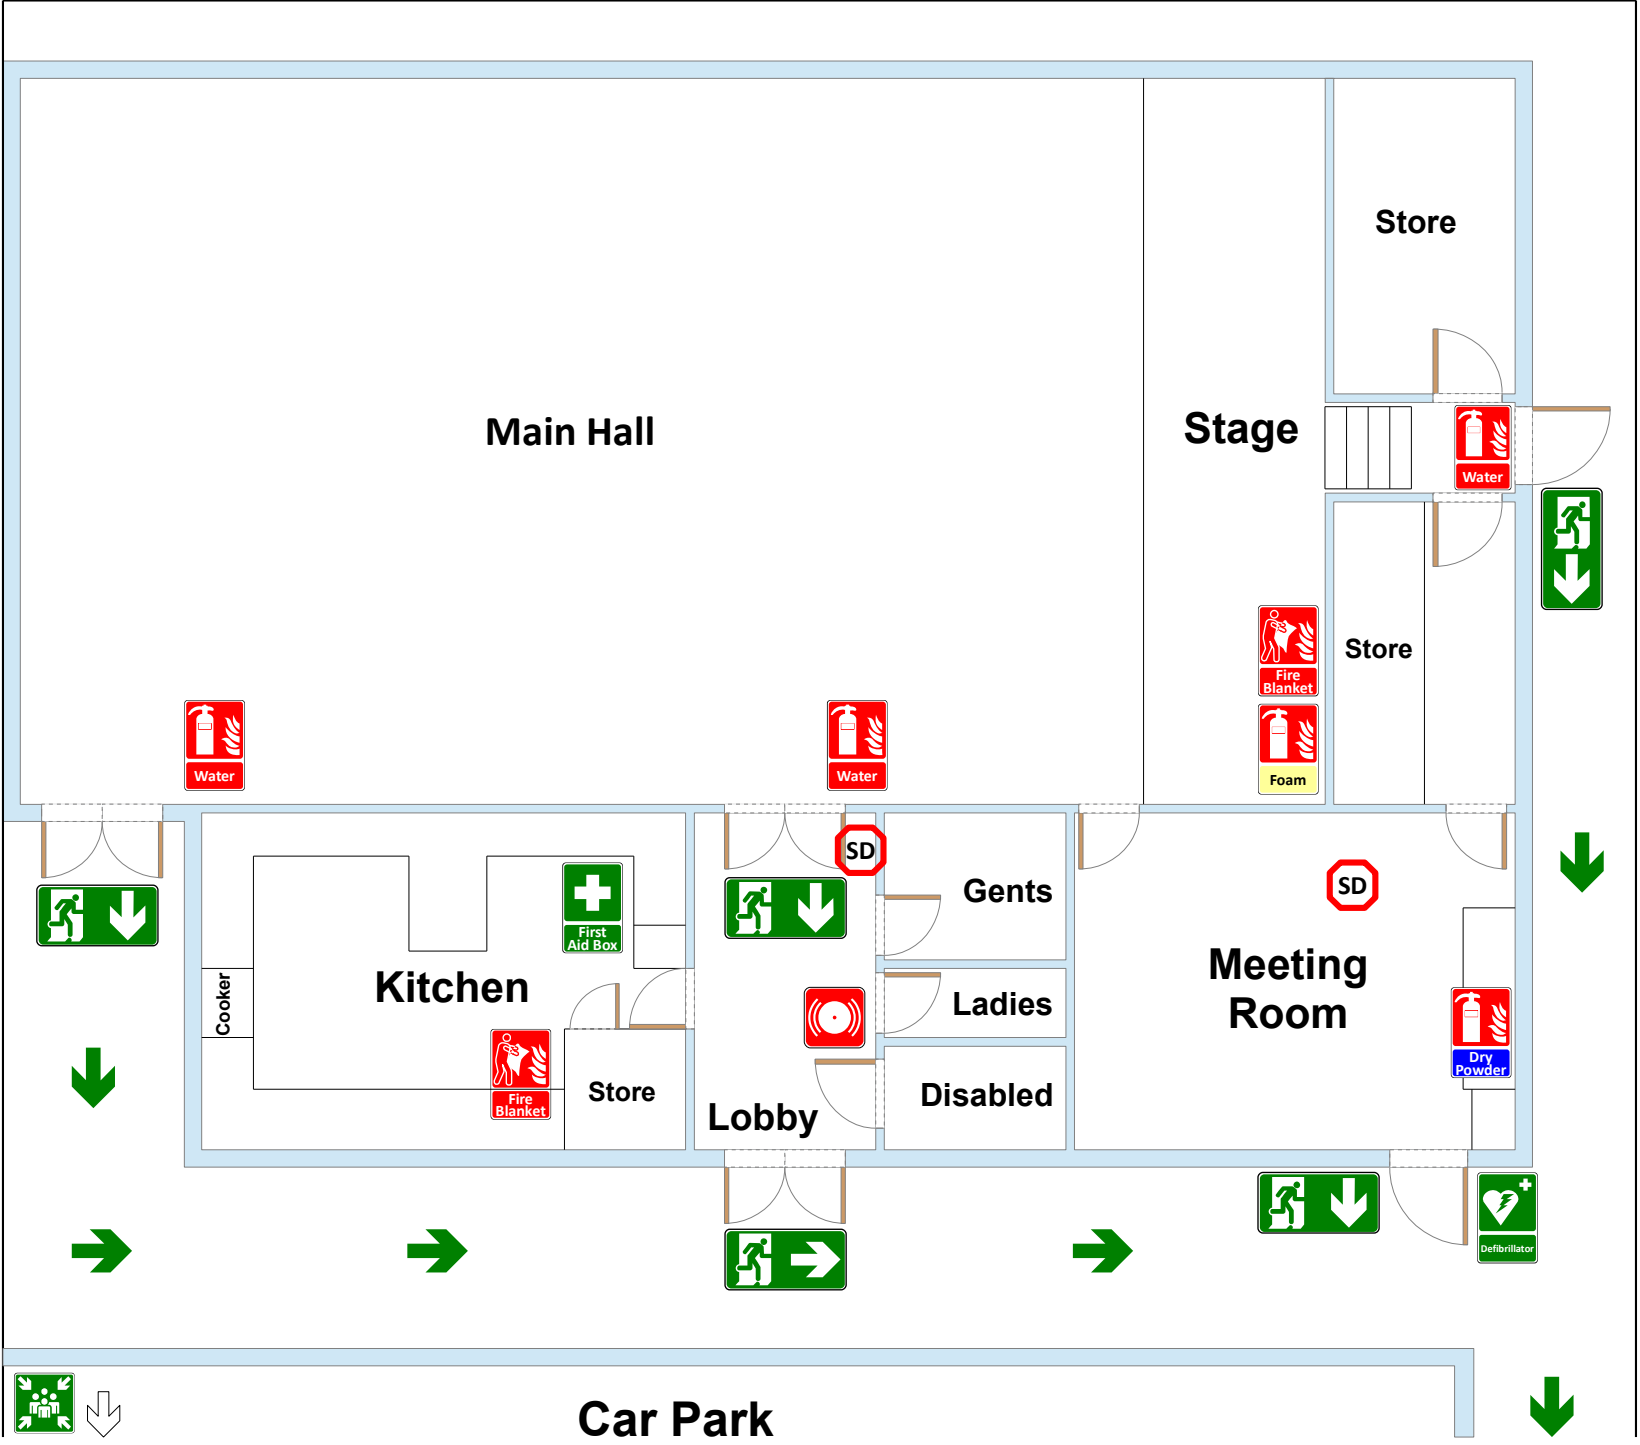 Store
Main Hall
Stage
Water
Fire
Blanket
Store
Water
Water
Foam
SD
SD
Gents
First
Aid Box
Meeting
Room
Kitchen
Cooker
Ladies
Dry
Powder
Store
Fire
Blanket
Disabled
Lobby
Defibrillator
Car Park